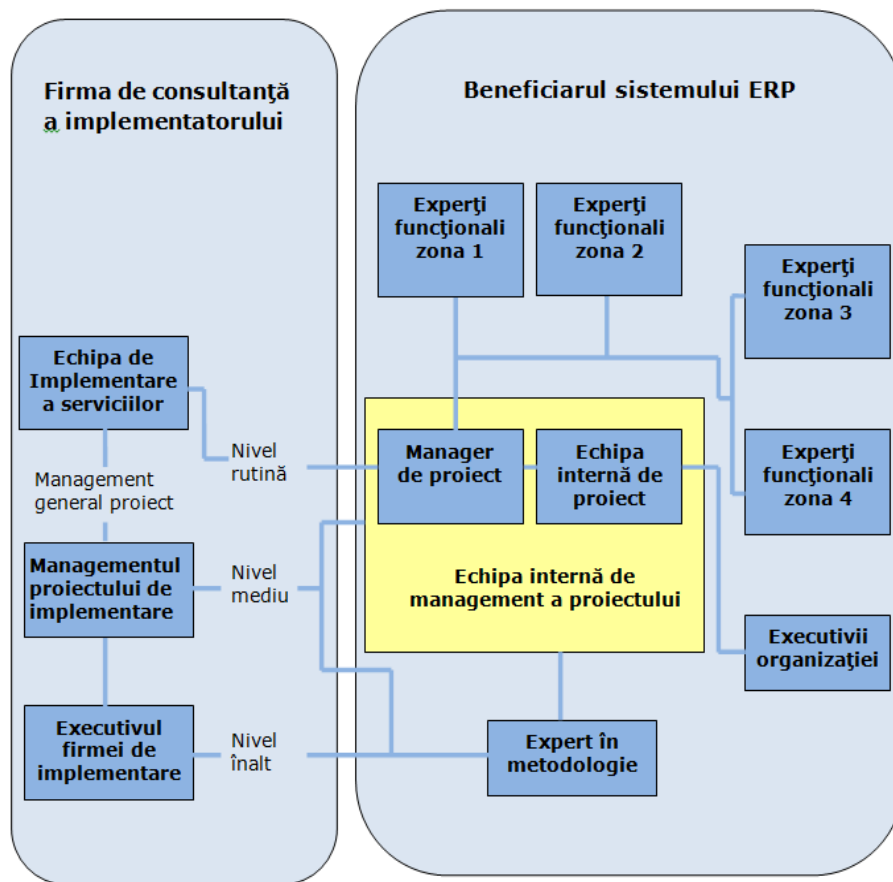 Firma de consultanţă
a implementatorului
Beneficiarul sistemului ERP
Experţi
funcţionali
zona 1
Experţi
funcţionali
zona 2
Experţi
funcţionali
zona 3
Echipa de
Implementare
a serviciilor
Nivel
rutină
Manager
de proiect
Echipa
internă de
proiect
Experţi
funcţionali
zona 4
Management
general proiect
Managementul
proiectului de
implementare
Nivel
mediu
Echipa internă de
management a proiectului
Executivii
organizaţiei
Executivul
firmei de
implementare
Nivel
înalt
Expert în
metodologie